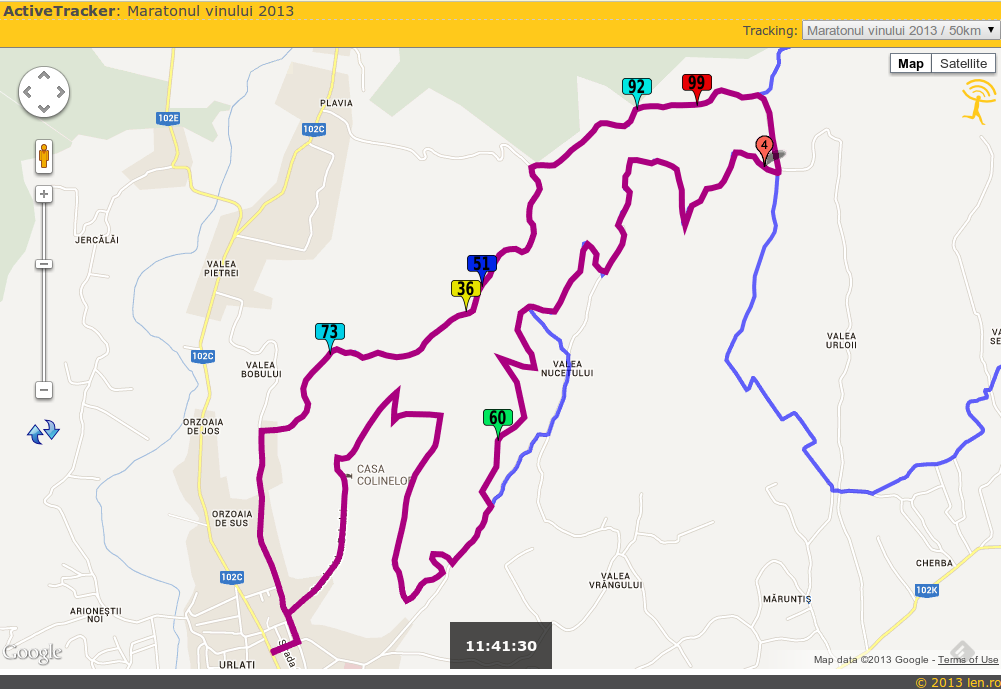 ActiveTracker: Maratonul vinului 2013
Tracking: Maratonul vinului 2013 / 50km
Map Satellite
92
99
PLAVIA
102E
102C
4
JERCĂLĂI
VALEA
PIETREI
51
36
73
102C
VALEA
BOBULUI
VALEA
NUCETULUI
VALEA
URLOII
VA
SE
60
ORZOAIA
DE JOS
CASA
COLINELOR
ORZOAIA
DE SUS
102C
VALEA
VRÂNGULUI
CHERBA
102K
MĂRUNȚIȘ
ARIONEȘTII
NOI
11:41:30
Google
URLATI
Map data ©2013 Google - Terms of Use
© 2013 len.ro